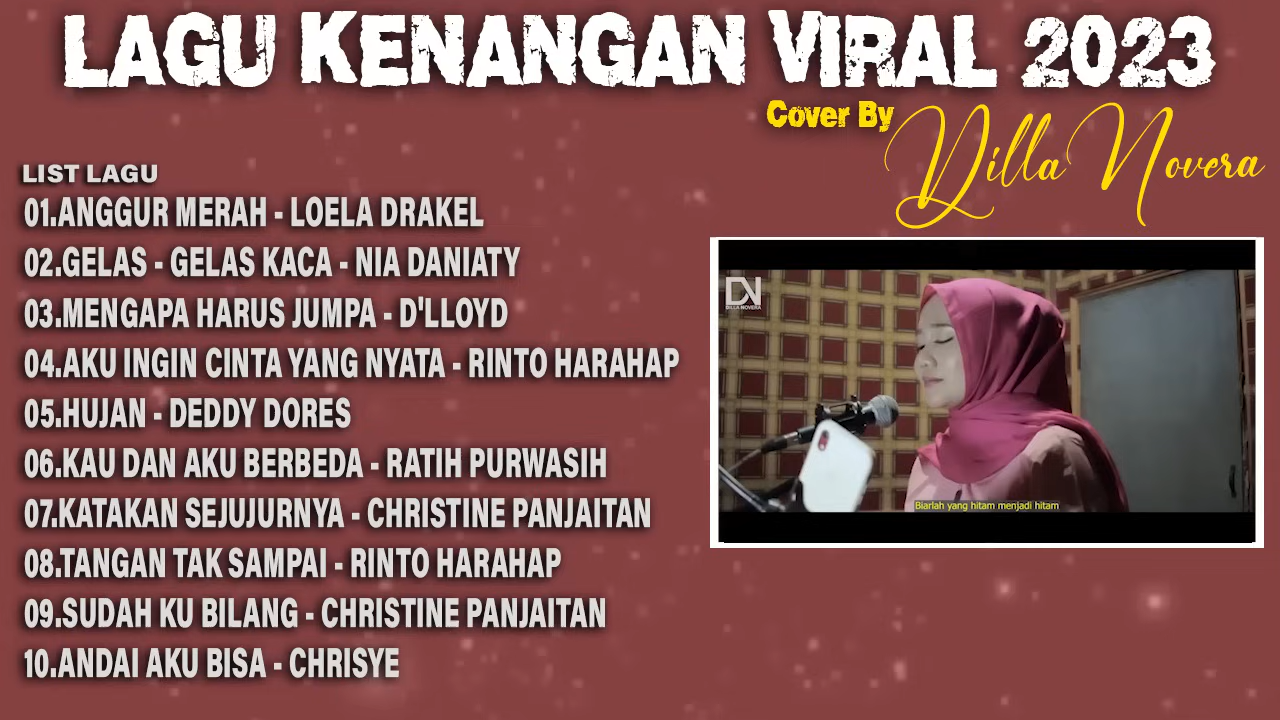 LAGU KENANGAN VIRAL 2023
Cover By Dilla Novera
LIST LAGU
01.ANGGUR MERAH - LOELA DRAKEL
02.GELAS - GELAS KACA - NIA DANIATY
03.MENGAPA HARUS JUMPA - D'LLOYD
04.AKU INGIN CINTA YANG NYATA - RINTO HARAHAP
05.HUJAN - DEDDY DORES
06.KAU DAN AKU BERBEDA - RATIH PURWASIH
07.KATAKAN SEJUJURNYA - CHRISTINE PANJAITAN
08.TANGAN TAK SAMPAI - RINTO HARAHAP
09.SUDAH KU BILANG - CHRISTINE PANJAITAN
10.ANDAI AKU BISA - CHRISYE
DN
DILLA NOVERA
Biarlah yang hitam menjadi hitam